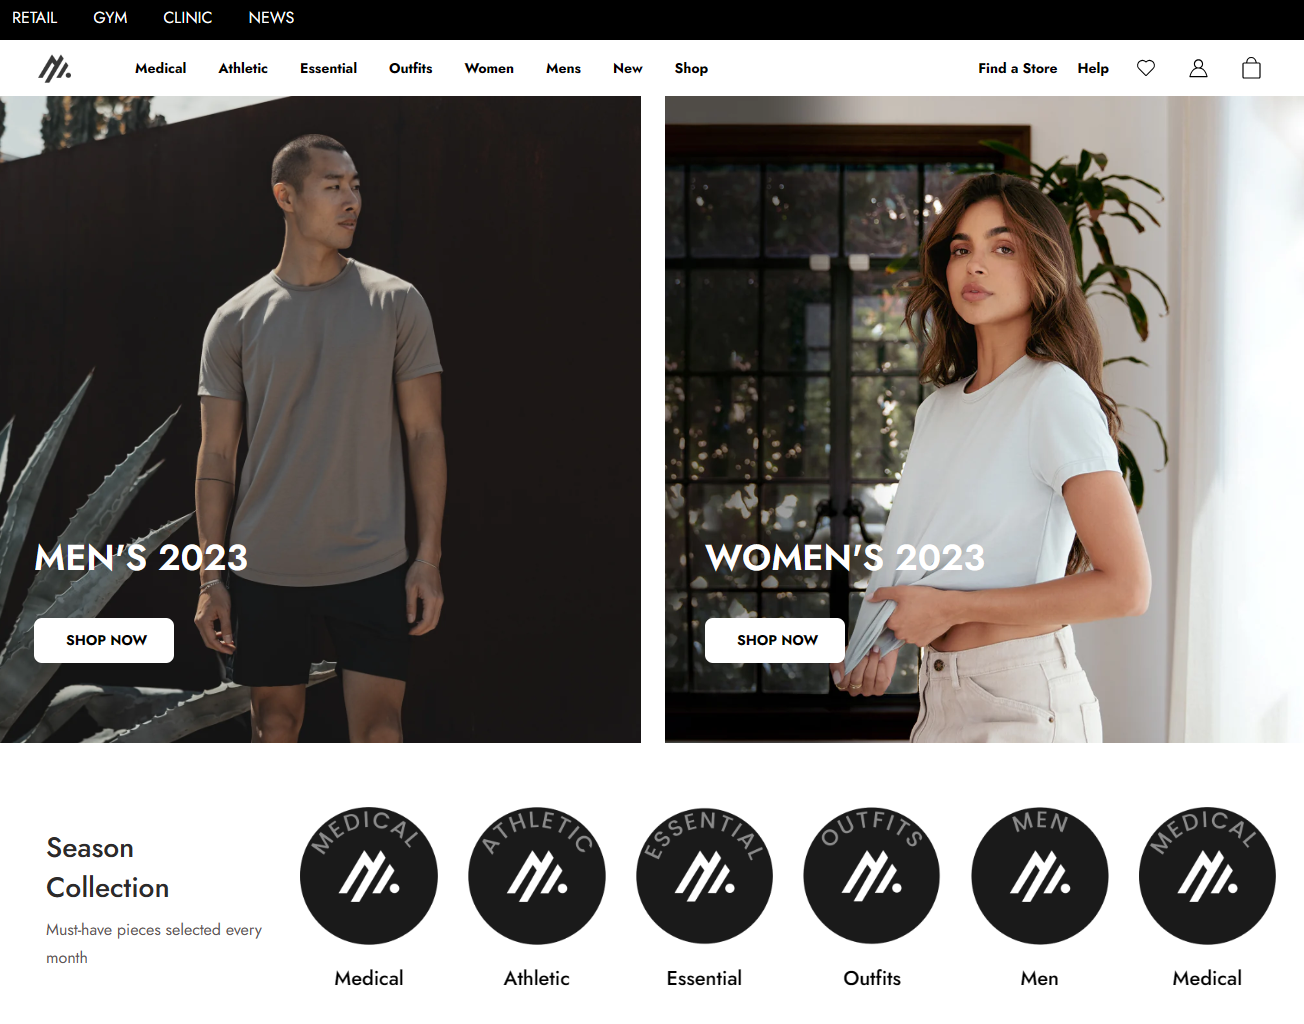 RETAIL GYM CLINIC NEWS
Medical Athletic Essential Outfits Women Mens New Shop Find a Store Help
MEN'S 2023
SHOP NOW
WOMEN'S 2023
SHOP NOW
Season
Collection
Must-have pieces selected every
month
MEDICAL
Medical
ATHLETIC
Athletic
ESSENTIAL
Essential
OUTFITS
Outfits
MEN
Men
MEDICAL
Medical